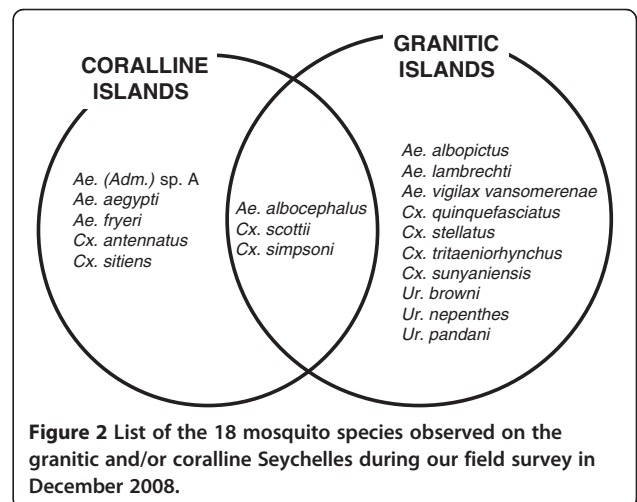 CORALLINE
ISLANDS
GRANITIC
ISLANDS
Ae. (Adm.) sp. A
Ae. aegypti
Ae. fryeri
Cx. antennatus
Cx. sitiens
Ae. albocephalus
Cx. scottii
Cx. simpsoni
Ae. albopictus
Ae. lambrechti
Ae. vigilax vansomerenae
Cx. quinquefasciatus
Cx. stellatus
Cx. tritaeniorhynchus
Cx. sunyaniensis
Ur. browni
Ur. nepenthes
Ur. pandani
Figure 2 List of the 18 mosquito species observed on the
granitic and/or coralline Seychelles during our field survey in
December 2008.